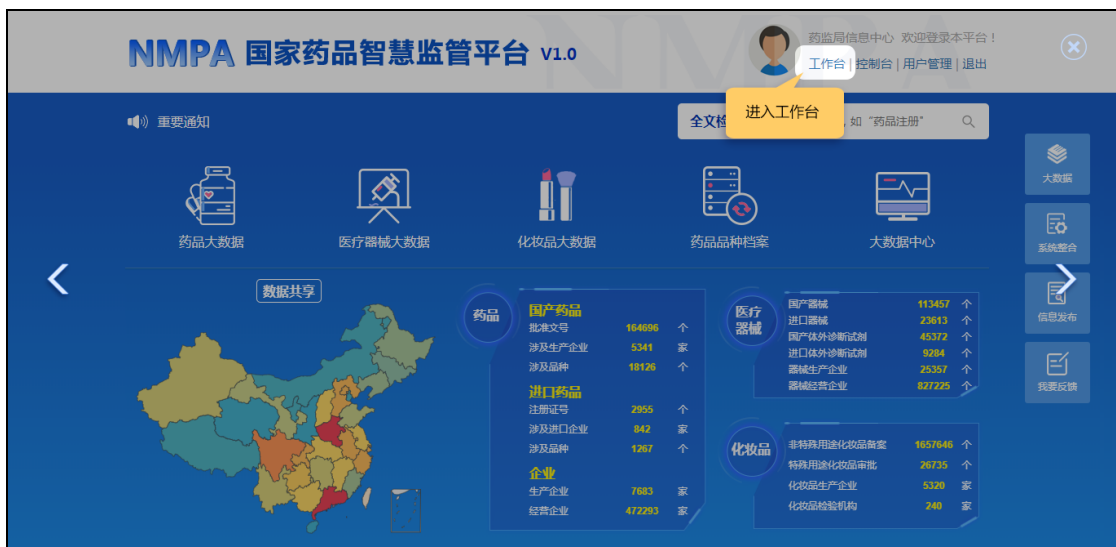 NMPA 国家药品智慧监管平台 V1.0
药监局信息中心 欢迎登录本平台！
工作台 | 控制台 | 用户管理 | 退出
进入工作台
重要通知
全文检
如“药品注册”
药品大数据
医疗器械大数据
化妆品大数据
药品品种档案
大数据中心
大数据
系统整合
信息发布
我要反馈
数据共享
药品
国产药品
批准文号 164696 个
涉及生产企业 5341 家
涉及品种 18126 个
进口药品
注册证号 2955 个
涉及进口企业 842 家
涉及品种 1267 个
企业
生产企业 7683 家
经营企业 472293 家
医疗
器械
国产器械 113457 个
进口器械 23613 个
国产体外诊断试剂 45372 个
进口体外诊断试剂 9284 个
器械生产企业 25357 个
器械经营企业 827225 个
化妆品
非特殊用途化妆品备案 1657646 个
特殊用途化妆品审批 26735 个
化妆品生产企业 5320 家
化妆品检验机构 240 家